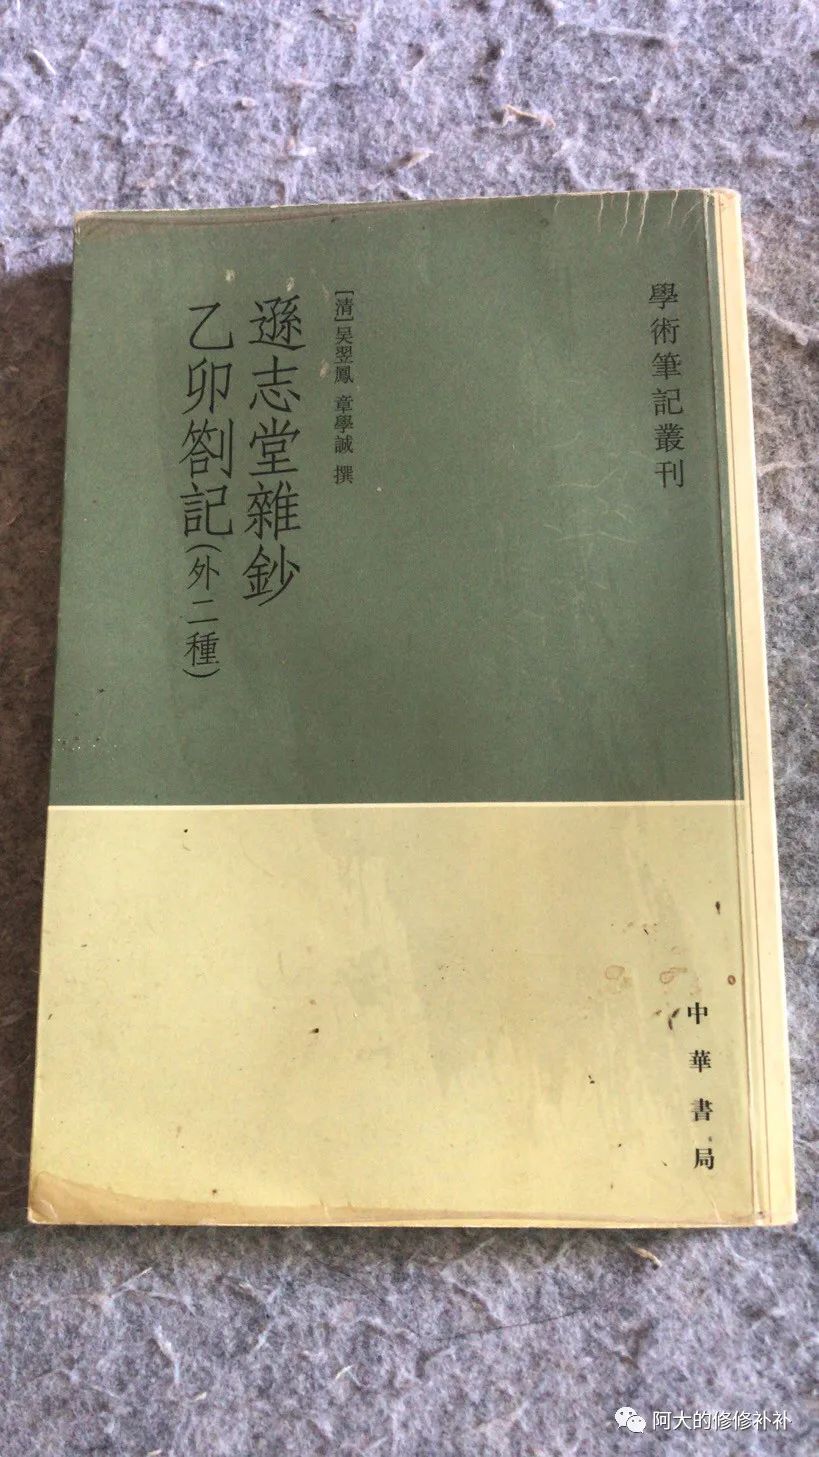 學術筆記叢刊
[清]吴翌鳳 章學誠 撰
遜志堂雜鈔
乙卯劄記(外二種)
中華書局
阿大的修修补补